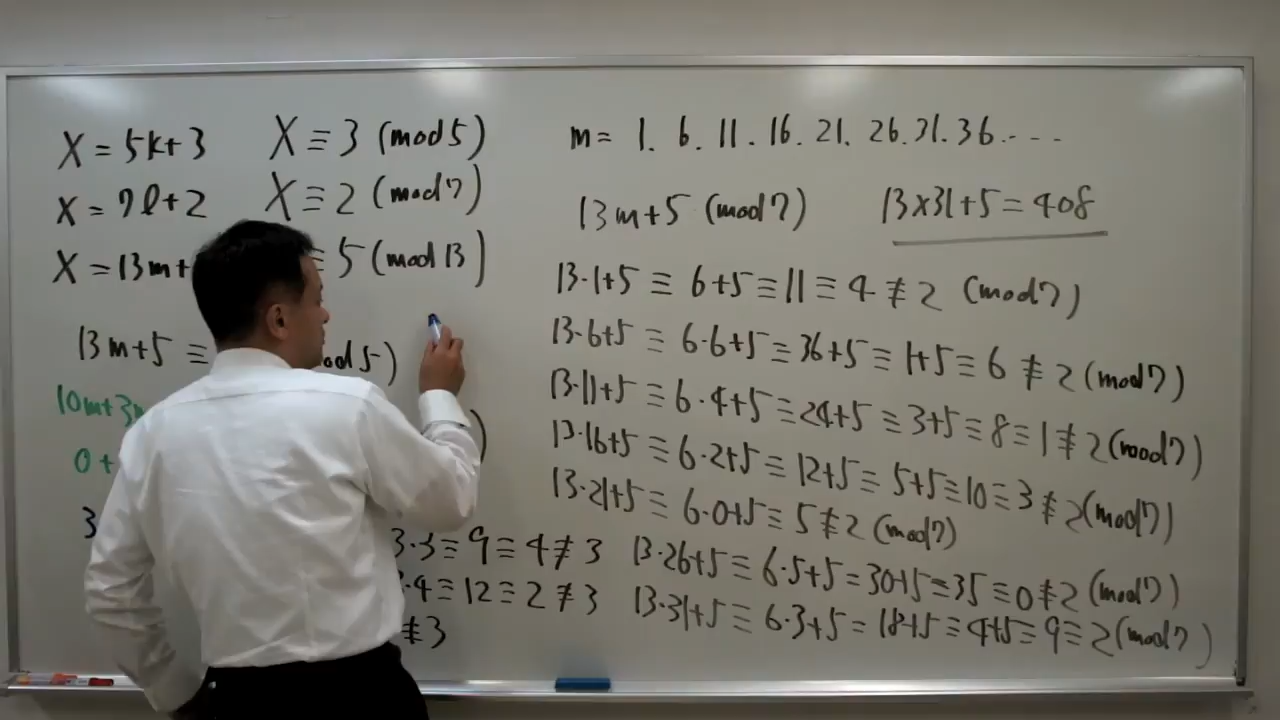 X = 5k+3 X ≡ 3 (mod 5)
X = 7l+2 X ≡ 2 (mod 7)
X = 13m+ ≡ 5 (mod 13)
13m+5 ≡ mod 5)
10m+3m
0+
3
3·3 ≡ 9 ≡ 4 ≢ 3
·4 ≡ 12 ≡ 2 ≢ 3
≢ 3
m = 1. 6. 11. 16. 21. 26. 31. 36. ----
13m+5 (mod 7) 13×31+5 = 408
13·1+5 ≡ 6+5 ≡ 11 ≡ 4 ≢ 2 (mod 7)
13·6+5 ≡ 6·6+5 ≡ 36+5 ≡ 1+5 ≡ 6 ≢ 2 (mod 7)
13·11+5 ≡ 6·4+5 ≡ 24+5 ≡ 3+5 ≡ 8 ≡ 1 ≢ 2 (mod 7)
13·16+5 ≡ 6·2+5 ≡ 12+5 ≡ 5+5 ≡ 10 ≡ 3 ≢ 2 (mod 7)
13·21+5 ≡ 6·0+5 ≡ 5 ≢ 2 (mod 7)
13·26+5 ≡ 6·5+5 = 30+5 ≡ 35 ≡ 0 ≢ 2 (mod 7)
13·31+5 ≡ 6·3+5 = 18+5 ≡ 4+5 ≡ 9 ≡ 2 (mod 7)